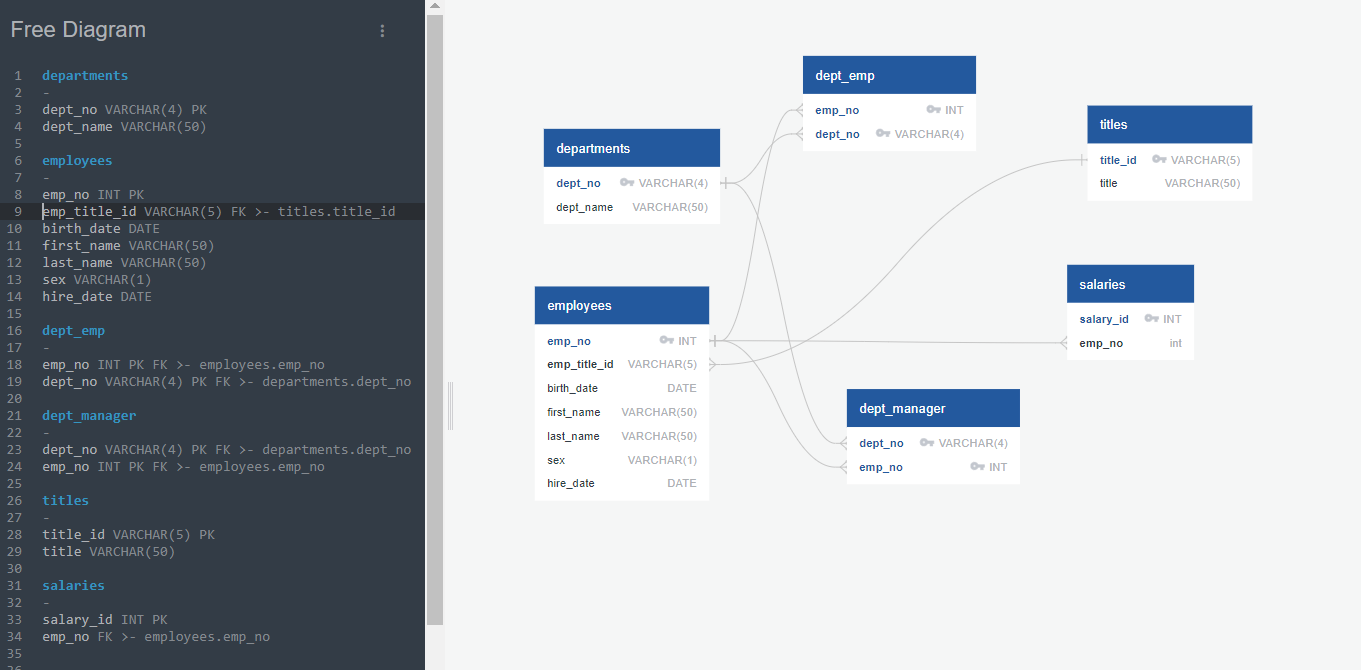 Free Diagram
1 departments
2 -
3 dept_no VARCHAR(4) PK
4 dept_name VARCHAR(50)
5
6 employees
7 -
8 emp_no INT PK
9 emp_title_id VARCHAR(5) FK >- titles.title_id
10 birth_date DATE
11 first_name VARCHAR(50)
12 last_name VARCHAR(50)
13 sex VARCHAR(1)
14 hire_date DATE
15
16 dept_emp
17 -
18 emp_no INT PK FK >- employees.emp_no
19 dept_no VARCHAR(4) PK FK >- departments.dept_no
20
21 dept_manager
22 -
23 dept_no VARCHAR(4) PK FK >- departments.dept_no
24 emp_no INT PK FK >- employees.emp_no
25
26 titles
27 -
28 title_id VARCHAR(5) PK
29 title VARCHAR(50)
30
31 salaries
32 -
33 salary_id INT PK
34 emp_no FK >- employees.emp_no
35
departments
dept_no VARCHAR(4)
dept_name VARCHAR(50)
employees
emp_no INT
emp_title_id VARCHAR(5)
birth_date DATE
first_name VARCHAR(50)
last_name VARCHAR(50)
sex VARCHAR(1)
hire_date DATE
dept_emp
emp_no INT
dept_no VARCHAR(4)
dept_manager
dept_no VARCHAR(4)
emp_no INT
titles
title_id VARCHAR(5)
title VARCHAR(50)
salaries
salary_id INT
emp_no int